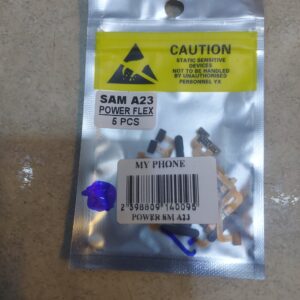 CAUTION
STATIC SENSITIVE
DEVICES
NOT TO BE HANDLED
BY UNAUTHORISED
PERSONNEL YX
SAM A23
POWER FLEX
5 PCS
MY PHONE
2 398809 140095
POWER SM A23